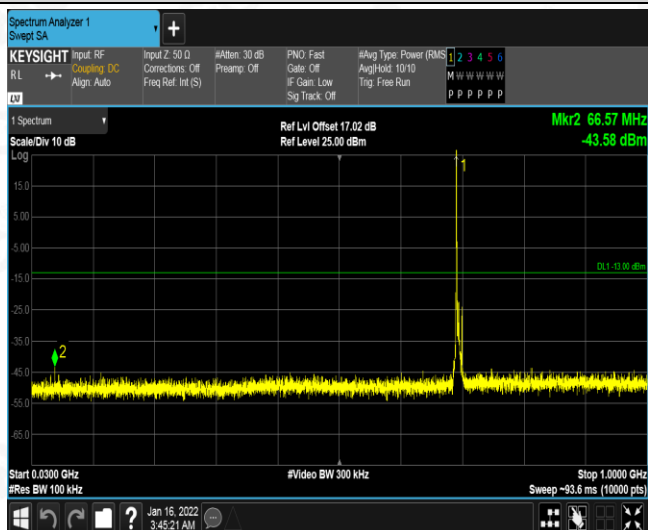 Spectrum Analyzer 1
Swept SA
+
KEYSIGHT
RL
LXI
Input: RF
Coupling: DC
Align: Auto
Input Z: 50 Ω
Corrections: Off
Freq Ref: Int (S)
#Atten: 30 dB
Preamp: Off
PNO: Fast
Gate: Off
IF Gain: Low
Sig Track: Off
#Avg Type: Power (RMS
Avg|Hold: 10/10
Trig: Free Run
1 2 3 4 5 6
M W W W W W
P P P P P P
1 Spectrum
Scale/Div 10 dB
Log
Ref Lvl Offset 17.02 dB
Ref Level 25.00 dBm
Mkr2 66.57 MHz
-43.58 dBm
1
15.0
5.00
-5.00
DL1 -13.00 dBm
-15.0
-25.0
-35.0
2
-45.0
-55.0
-65.0
Start 0.0300 GHz
#Res BW 100 kHz
#Video BW 300 kHz
Stop 1.0000 GHz
Sweep ~93.6 ms (10000 pts)
?
Jan 16, 2022
3:45:21 AM